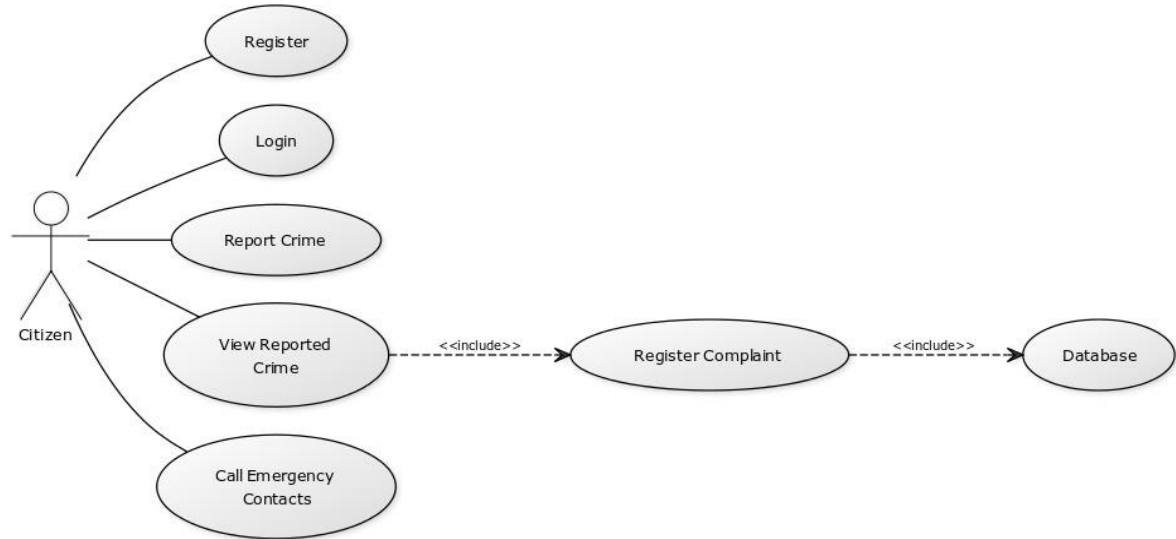 Register
Login
Report Crime
Citizen
View Reported
Crime
<<include>>
Register Complaint
<<include>>
Database
Call Emergency
Contacts